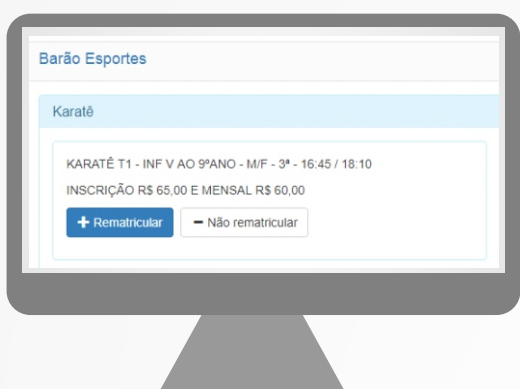 Barão Esportes
Karatê
KARATÊ T1 - INF V AO 9ºANO - M/F - 3ª - 16:45 / 18:10
INSCRIÇÃO R$ 65,00 E MENSAL R$ 60,00
+ Rematricular − Não rematricular